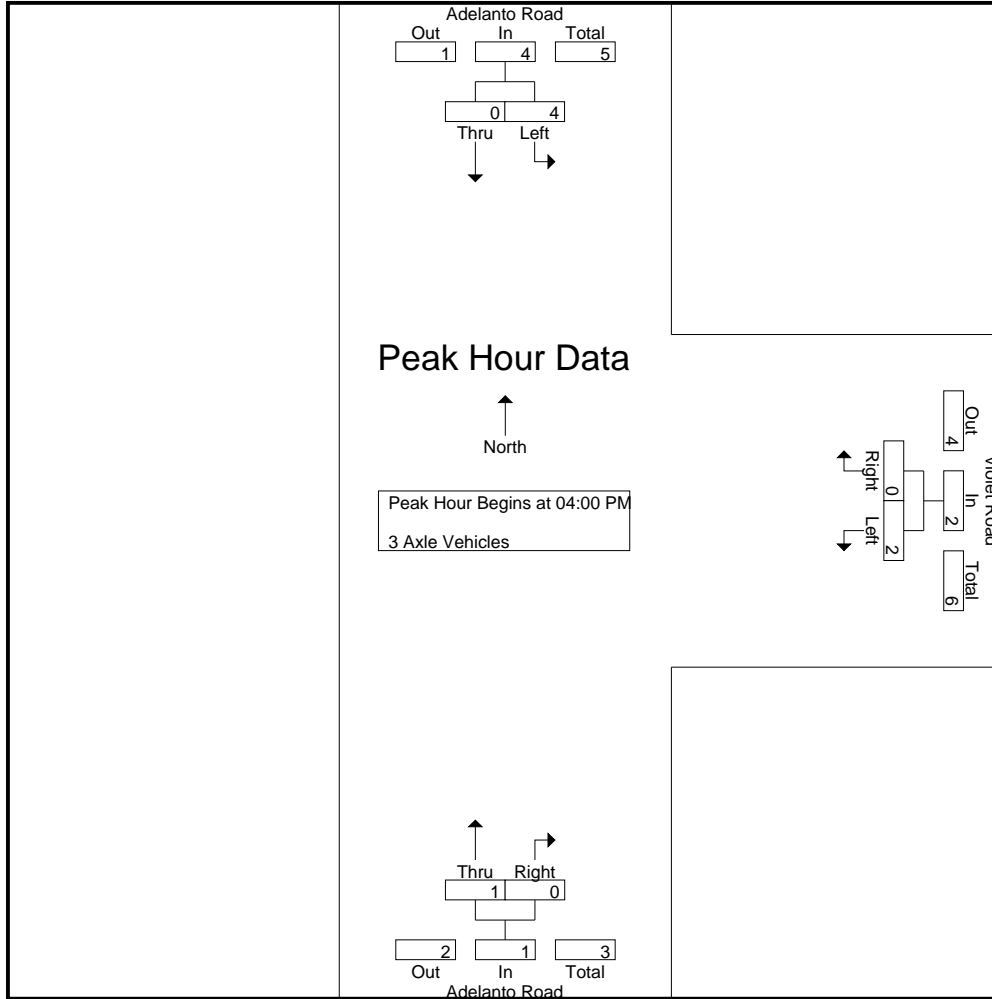 Adelanto Road
Out In Total
1 4 5
0 4
Thru Left
Peak Hour Data
North
Peak Hour Begins at 04:00 PM
3 Axle Vehicles
Violet Road
Out In Total
4 2 6
0 2
Right Left
Thru Right
1 0
2 1 3
Out In Total
Adelanto Road